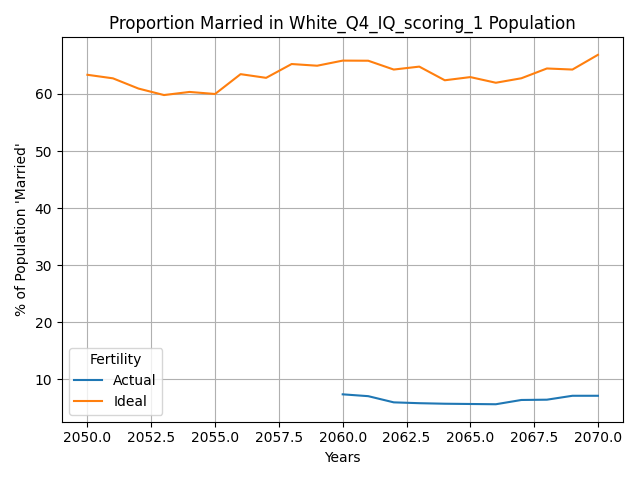 Proportion Married in White_Q4_IQ_scoring_1 Population
% of Population 'Married'
60
50
40
30
20
10
Fertility
Actual
Ideal
2050.0 2052.5 2055.0 2057.5 2060.0 2062.5 2065.0 2067.5 2070.0
Years